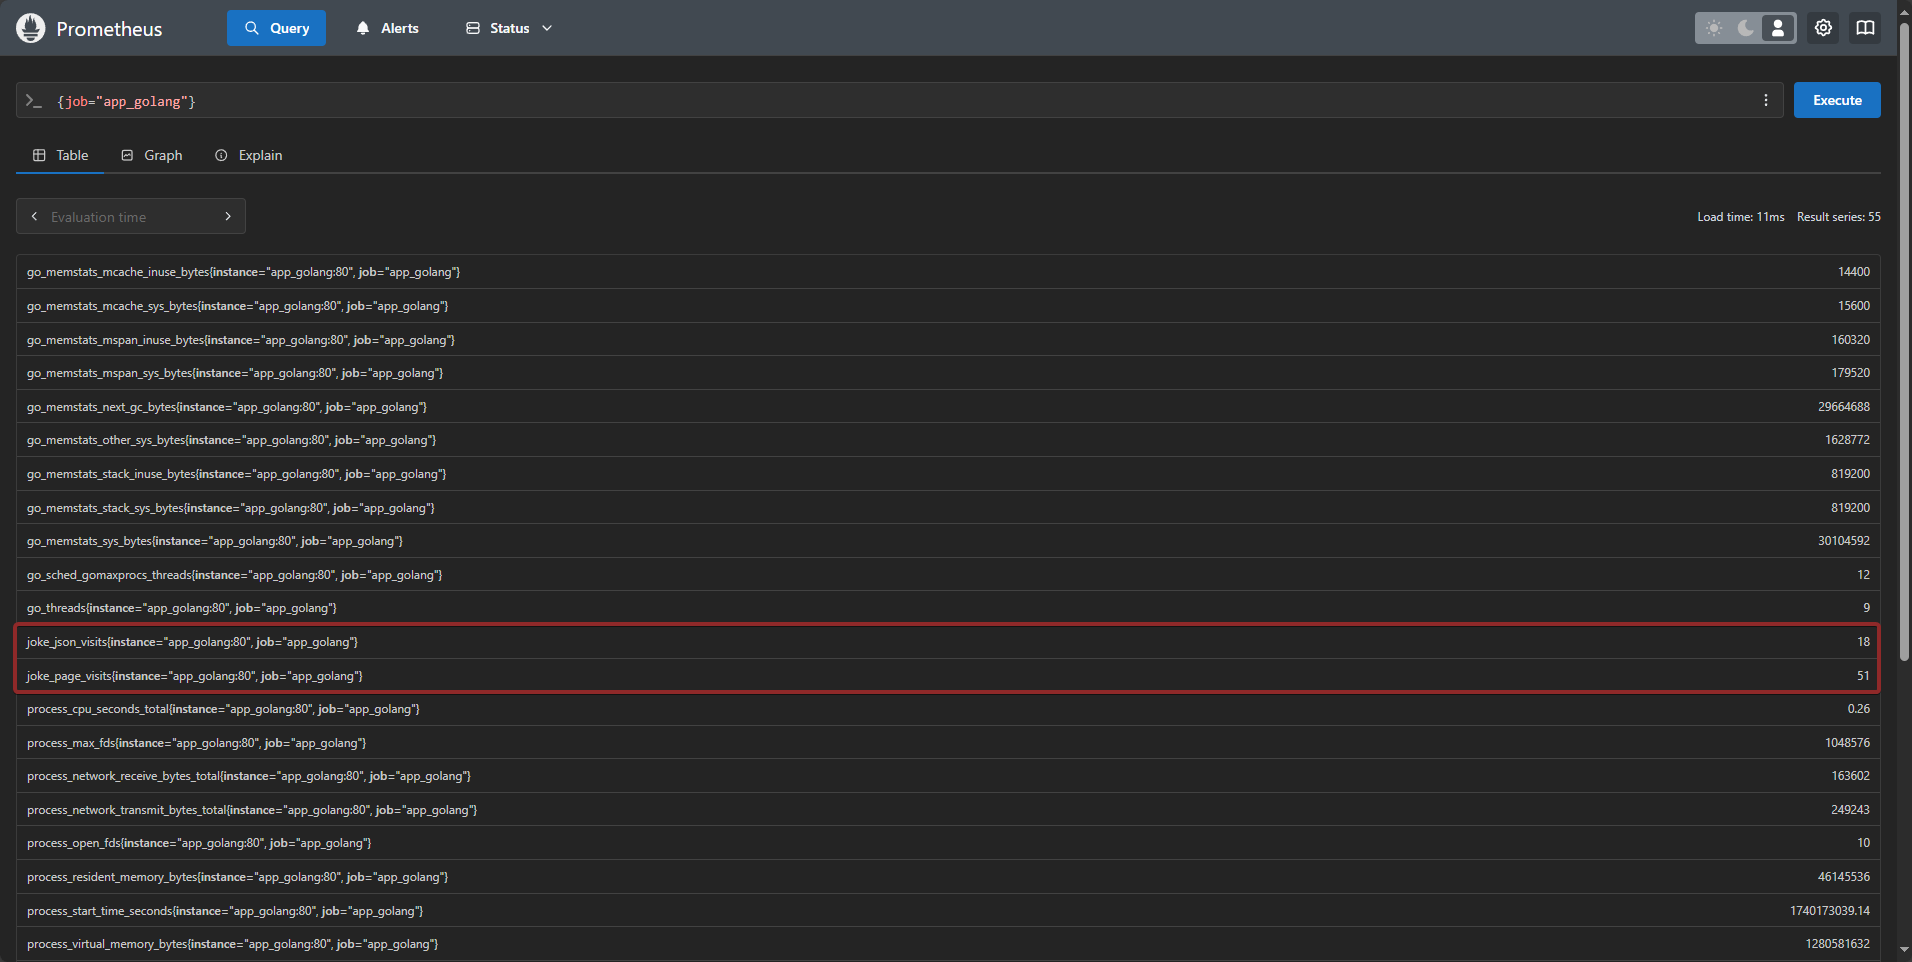 Prometheus Query Alerts Status
>_ {job="app_golang"} Execute
Table Graph Explain
Evaluation time Load time: 11ms Result series: 55
go_memstats_mcache_inuse_bytes{instance="app_golang:80", job="app_golang"} 14400
go_memstats_mcache_sys_bytes{instance="app_golang:80", job="app_golang"} 15600
go_memstats_mspan_inuse_bytes{instance="app_golang:80", job="app_golang"} 160320
go_memstats_mspan_sys_bytes{instance="app_golang:80", job="app_golang"} 179520
go_memstats_next_gc_bytes{instance="app_golang:80", job="app_golang"} 29664688
go_memstats_other_sys_bytes{instance="app_golang:80", job="app_golang"} 1628772
go_memstats_stack_inuse_bytes{instance="app_golang:80", job="app_golang"} 819200
go_memstats_stack_sys_bytes{instance="app_golang:80", job="app_golang"} 819200
go_memstats_sys_bytes{instance="app_golang:80", job="app_golang"} 30104592
go_sched_gomaxprocs_threads{instance="app_golang:80", job="app_golang"} 12
go_threads{instance="app_golang:80", job="app_golang"} 9
joke_json_visits{instance="app_golang:80", job="app_golang"} 18
joke_page_visits{instance="app_golang:80", job="app_golang"} 51
process_cpu_seconds_total{instance="app_golang:80", job="app_golang"} 0.26
process_max_fds{instance="app_golang:80", job="app_golang"} 1048576
process_network_receive_bytes_total{instance="app_golang:80", job="app_golang"} 163602
process_network_transmit_bytes_total{instance="app_golang:80", job="app_golang"} 249243
process_open_fds{instance="app_golang:80", job="app_golang"} 10
process_resident_memory_bytes{instance="app_golang:80", job="app_golang"} 46145536
process_start_time_seconds{instance="app_golang:80", job="app_golang"} 1740173039.14
process_virtual_memory_bytes{instance="app_golang:80", job="app_golang"} 1280581632